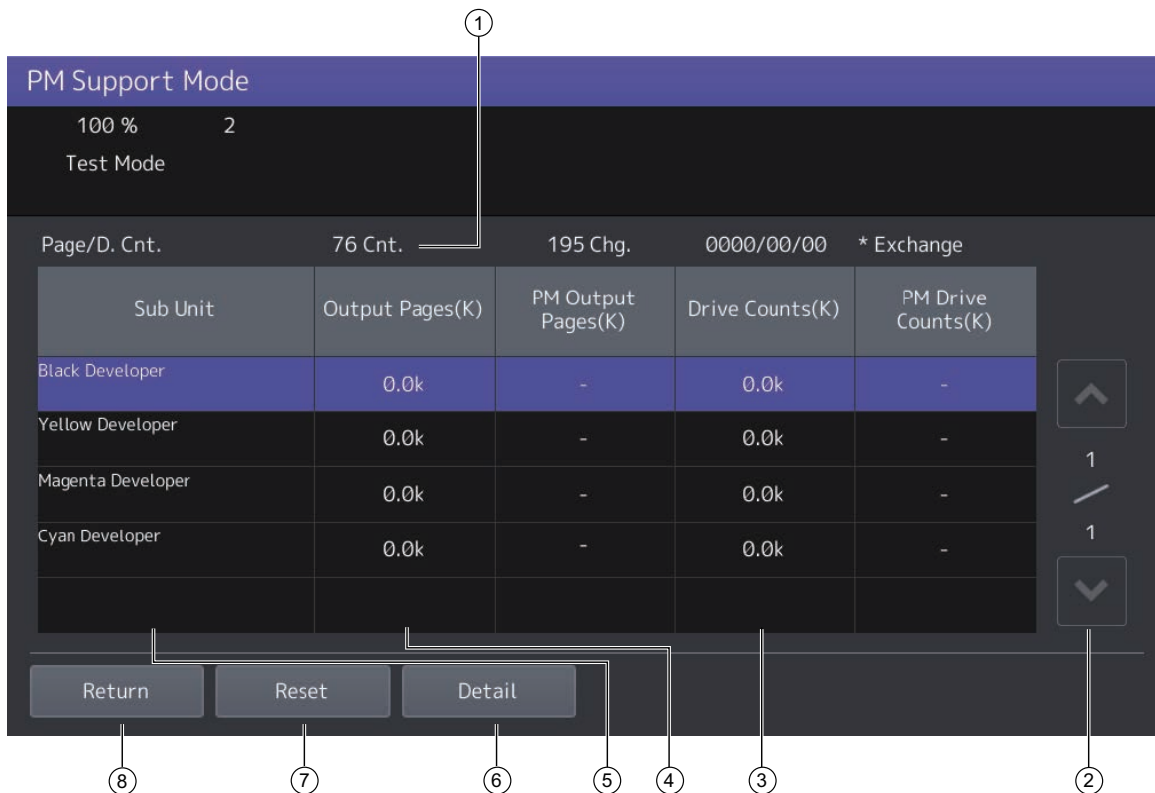 ①
PM Support Mode
100 % 2
Test Mode
Page/D. Cnt. 76 Cnt. 195 Chg. 0000/00/00 * Exchange
Sub Unit Output Pages(K) PM Output Pages(K) Drive Counts(K) PM Drive Counts(K)
Black Developer 0.0k - 0.0k -
Yellow Developer 0.0k - 0.0k -
Magenta Developer 0.0k - 0.0k -
Cyan Developer 0.0k - 0.0k -
1
/
1
Return Reset Detail
⑧ ⑦ ⑥ ⑤ ④ ③ ②